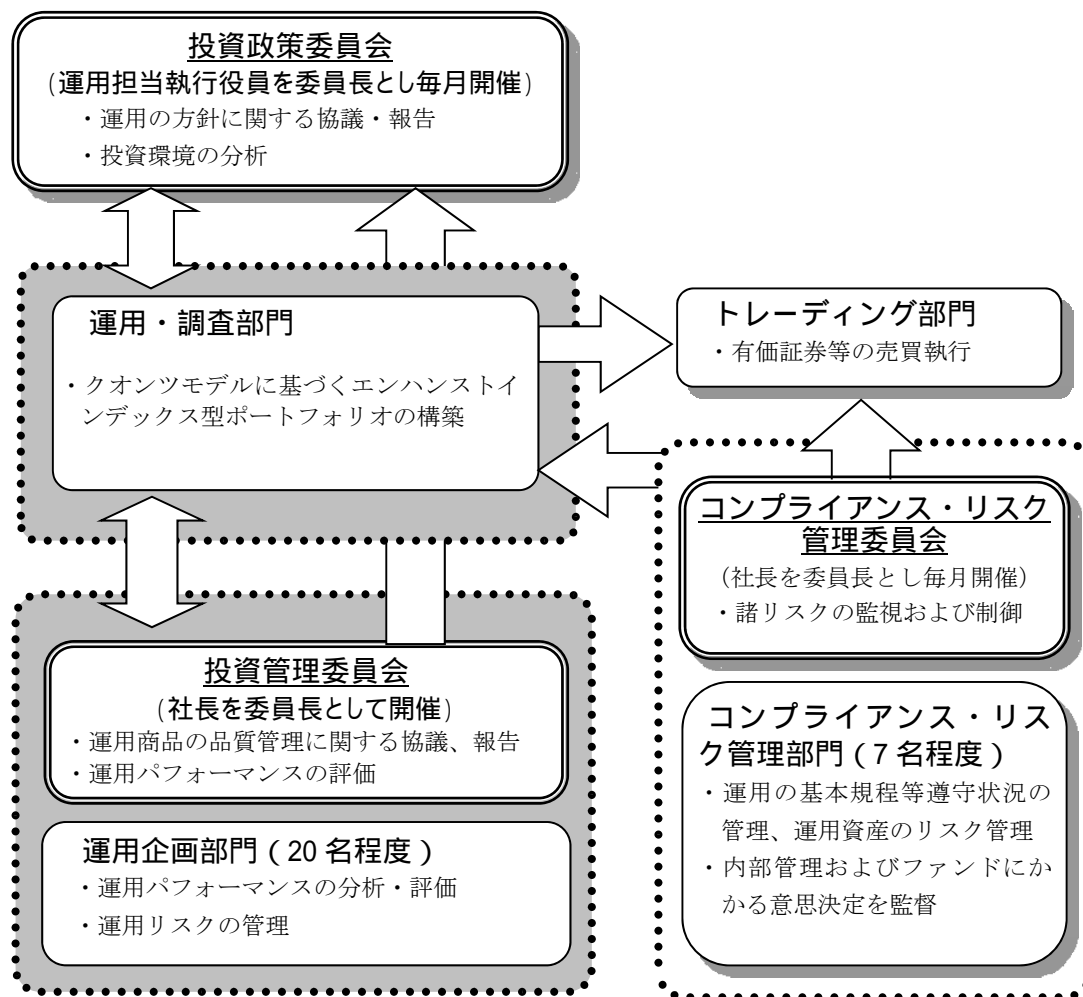 投資政策委員会
(運用担当執行役員を委員長とし毎月開催)
・運用の方針に関する協議・報告
・投資環境の分析
運用・調査部門
・クオンツモデルに基づくエンハンストイ
ンデックス型ポートフォリオの構築
トレーディング部門
・有価証券等の売買執行
コンプライアンス・リスク
管理委員会
（社長を委員長とし毎月開催）
・諸リスクの監視および制御
投資管理委員会
(社長を委員長として開催)
・運用商品の品質管理に関する協議、報告
・運用パフォーマンスの評価
運用企画部門（20 名程度）
・運用パフォーマンスの分析・評価
・運用リスクの管理
コンプライアンス・リス
ク管理部門（7 名程度）
・運用の基本規程等遵守状況の
管理、運用資産のリスク管理
・内部管理およびファンドにか
かる意思決定を監督